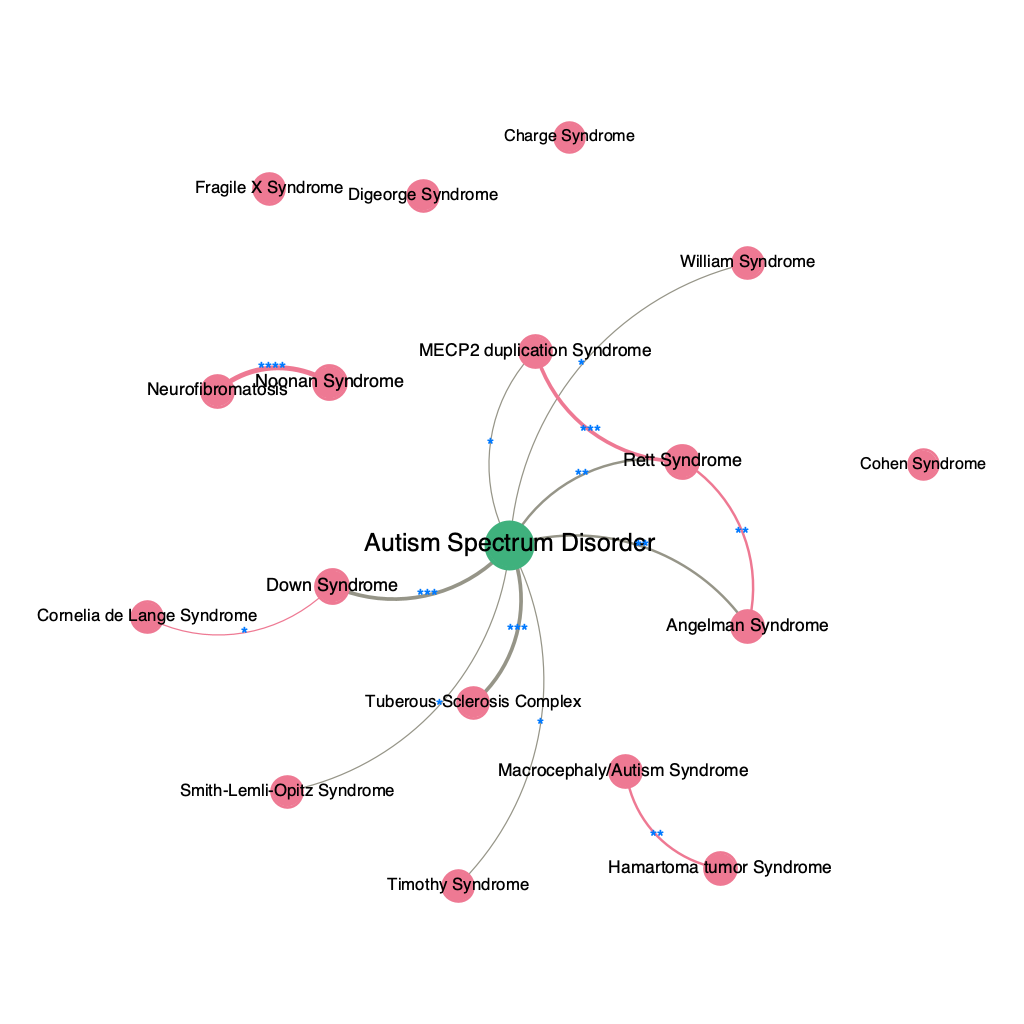 Charge Syndrome
Fragile X Syndrome
Digeorge Syndrome
William Syndrome
MECP2 duplication Syndrome
*
****
Noonan Syndrome
Neurofibromatosis
***
*
Rett Syndrome
**
Cohen Syndrome
**
Autism Spectrum Disorder
**
Down Syndrome
***
Cornelia de Lange Syndrome
*
***
Angelman Syndrome
Tuberous Sclerosis Complex
*
*
Macrocephaly/Autism Syndrome
Smith-Lemli-Opitz Syndrome
**
Hamartoma tumor Syndrome
Timothy Syndrome